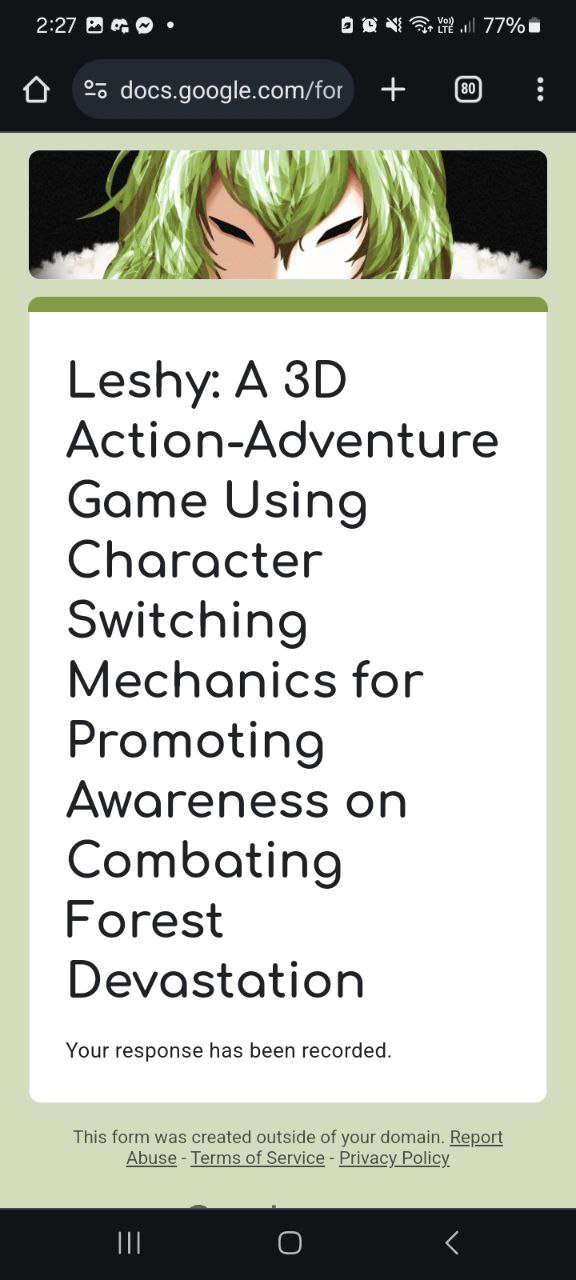 2:27
Vo)) LTE 77%
docs.google.com/for
80
Leshy: A 3D
Action-Adventure
Game Using
Character
Switching
Mechanics for
Promoting
Awareness on
Combating
Forest
Devastation
Your response has been recorded.
This form was created outside of your domain. Report
Abuse - Terms of Service - Privacy Policy